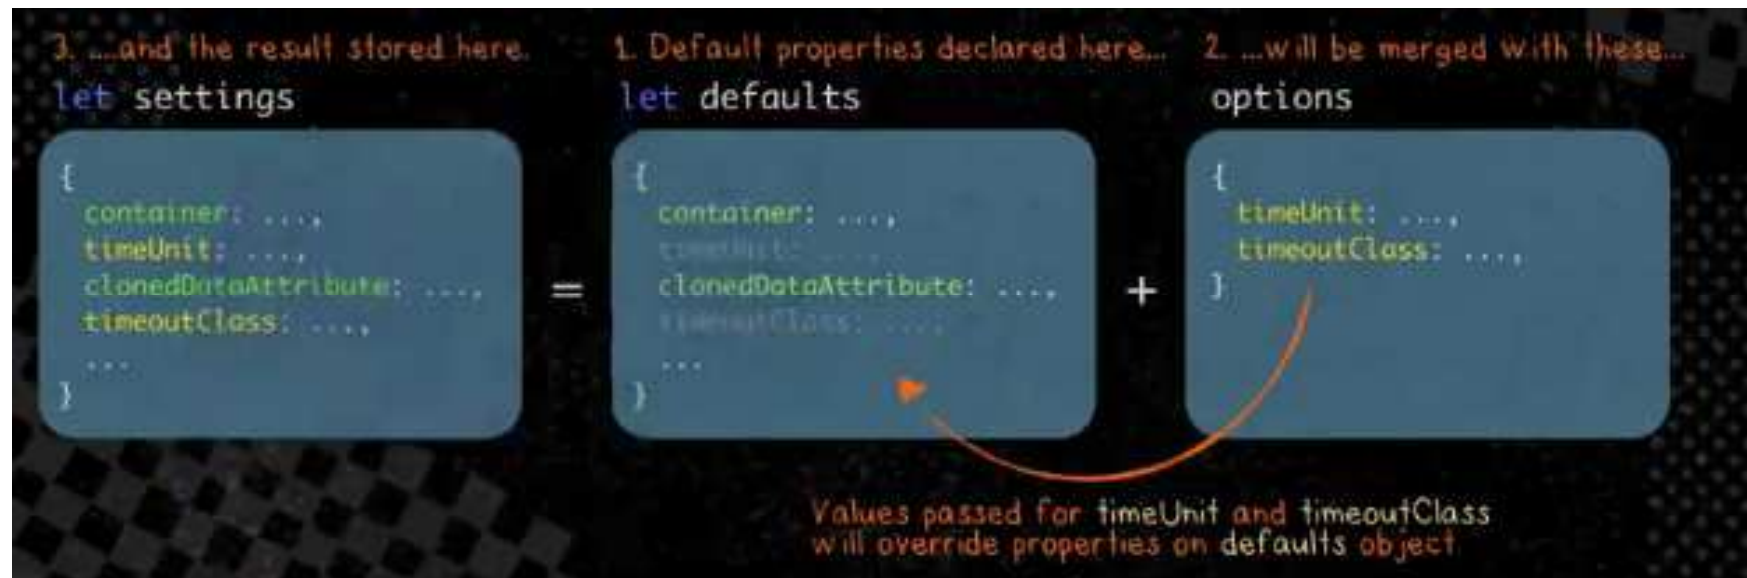 3. ....and the result stored here.
let settings
{
container: ...,
timeUnit: ...,
clonedDataAttribute: ...,
timeoutClass: ...,
...
}
=
1. Default properties declared here...
let defaults
{
container: ...,
timeUnit: ...,
clonedDataAttribute: ...,
timeoutClass: ...,
...
}
+
2. ...will be merged with these...
options
{
timeUnit: ...,
timeoutClass: ...,
}
Values passed for timeUnit and timeoutClass
will override properties on defaults object